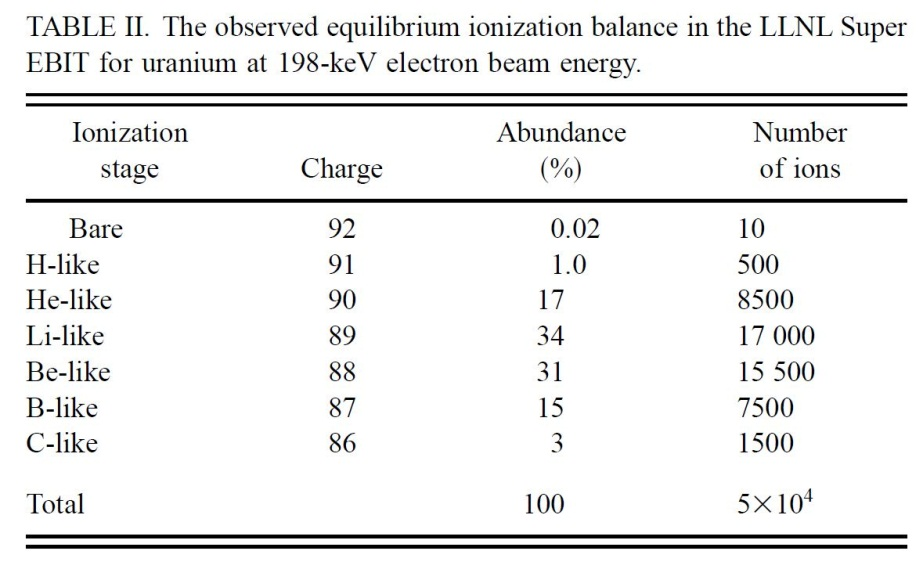 TABLE II. The observed equilibrium ionization balance in the LLNL Super
EBIT for uranium at 198-keV electron beam energy.
Ionization stage Charge Abundance (%) Number of ions
Bare 92 0.02 10
H-like 91 1.0 500
He-like 90 17 8500
Li-like 89 34 17 000
Be-like 88 31 15 500
B-like 87 15 7500
C-like 86 3 1500
Total 100 5×10⁴